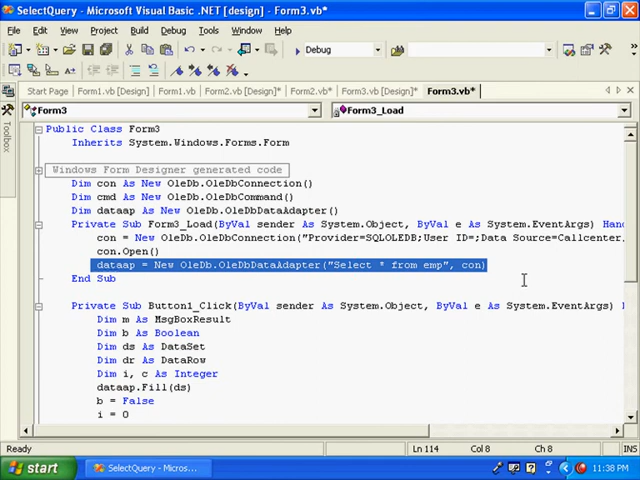 SelectQuery - Microsoft Visual Basic .NET [design] - Form3.vb*
File Edit View Project Build Debug Tools Window Help
Debug
Start Page Form1.vb [Design] Form1.vb Form2.vb [Design]* Form2.vb* Form3.vb [Design]* Form3.vb*
Form3 Form3_Load
Toolbox
Public Class Form3
Inherits System.Windows.Forms.Form
Windows Form Designer generated code
Dim con As New OleDb.OleDbConnection()
Dim cmd As New OleDb.OleDbCommand()
Dim dataap As New OleDb.OleDbDataAdapter()
Private Sub Form3_Load(ByVal sender As System.Object, ByVal e As System.EventArgs) Hand
con = New OleDb.OleDbConnection("Provider=SQLOLEDB;User ID=;Data Source=Callcenter.
con.Open()
dataap = New OleDb.OleDbDataAdapter("Select * from emp", con)
End Sub
Private Sub Button1_Click(ByVal sender As System.Object, ByVal e As System.EventArgs) H
Dim m As MsgBoxResult
Dim b As Boolean
Dim ds As DataSet
Dim dr As DataRow
Dim i, c As Integer
dataap.Fill(ds)
b = False
i = 0
Ready Ln 114 Col 8 Ch 8 INS
start SelectQuery - Micros... 11:38 PM